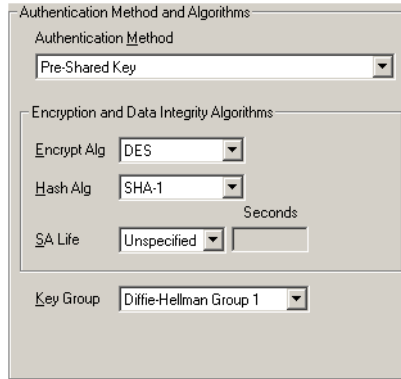 Authentication Method and Algorithms
Authentication Method
Pre-Shared Key
Encryption and Data Integrity Algorithms
Encrypt Alg DES
Hash Alg SHA-1
Seconds
SA Life Unspecified
Key Group Diffie-Hellman Group 1